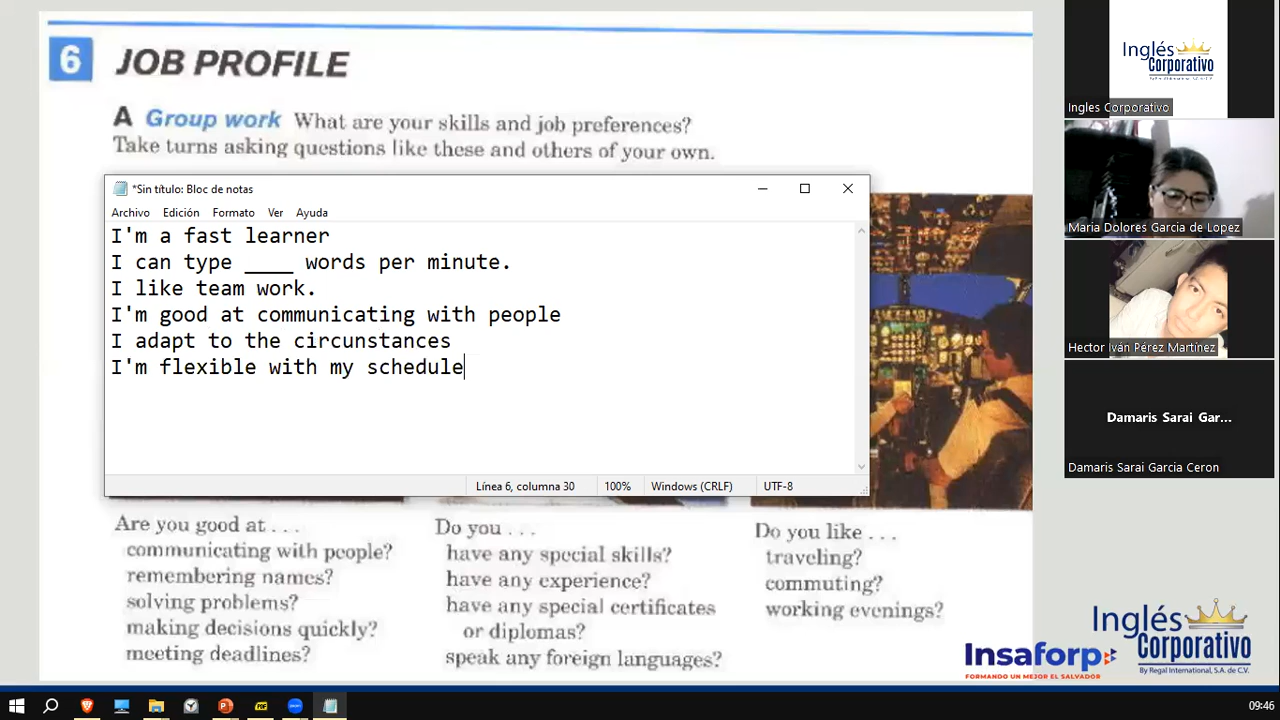 6 JOB PROFILE
A Group work What are your skills and job preferences?
Take turns asking questions like these and others of your own.
*Sin título: Bloc de notas
Archivo Edición Formato Ver Ayuda
I'm a fast learner
I can type ____ words per minute.
I like team work.
I'm good at communicating with people
I adapt to the circunstances
I'm flexible with my schedule
Línea 6, columna 30 100% Windows (CRLF) UTF-8
Are you good at . . .
communicating with people?
remembering names?
solving problems?
making decisions quickly?
meeting deadlines?
Do you . . .
have any special skills?
have any experience?
have any special certificates
or diplomas?
speak any foreign languages?
Do you like . . .
traveling?
commuting?
working evenings?
Insaforp
FORMANDO UN MEJOR EL SALVADOR
Inglés
Corporativo
By Regal International, S.A. de C.V.
Inglés
Corporativo
Ingles Corporativo
Maria Dolores Garcia de Lopez
Hector Iván Pérez Martínez
Damaris Sarai Gar...
Damaris Sarai Garcia Ceron
09:46